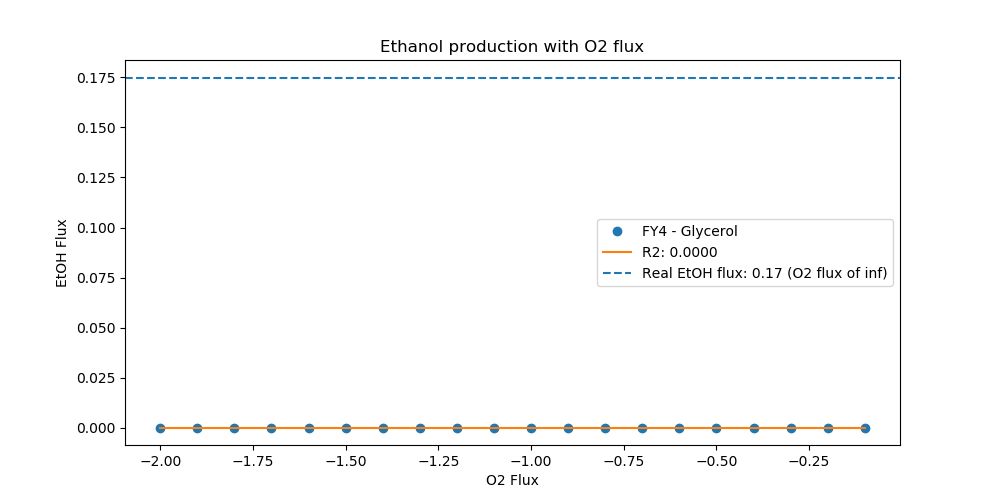 Ethanol production with O2 flux
EtOH Flux
0.175
0.150
0.125
0.100
0.075
0.050
0.025
0.000
FY4 - Glycerol
R2: 0.0000
Real EtOH flux: 0.17 (O2 flux of inf)
−2.00 −1.75 −1.50 −1.25 −1.00 −0.75 −0.50 −0.25
O2 Flux